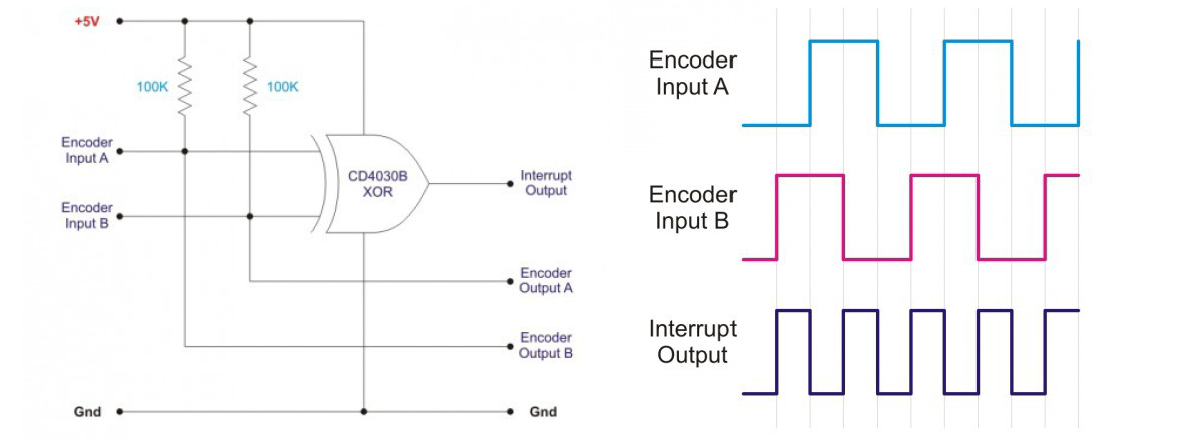 +5V
100K
100K
Encoder
Input A
Encoder
Input B
CD4030B
XOR
Interrupt
Output
Encoder
Output A
Encoder
Output B
Gnd
Gnd
Encoder
Input A
Encoder
Input B
Interrupt
Output